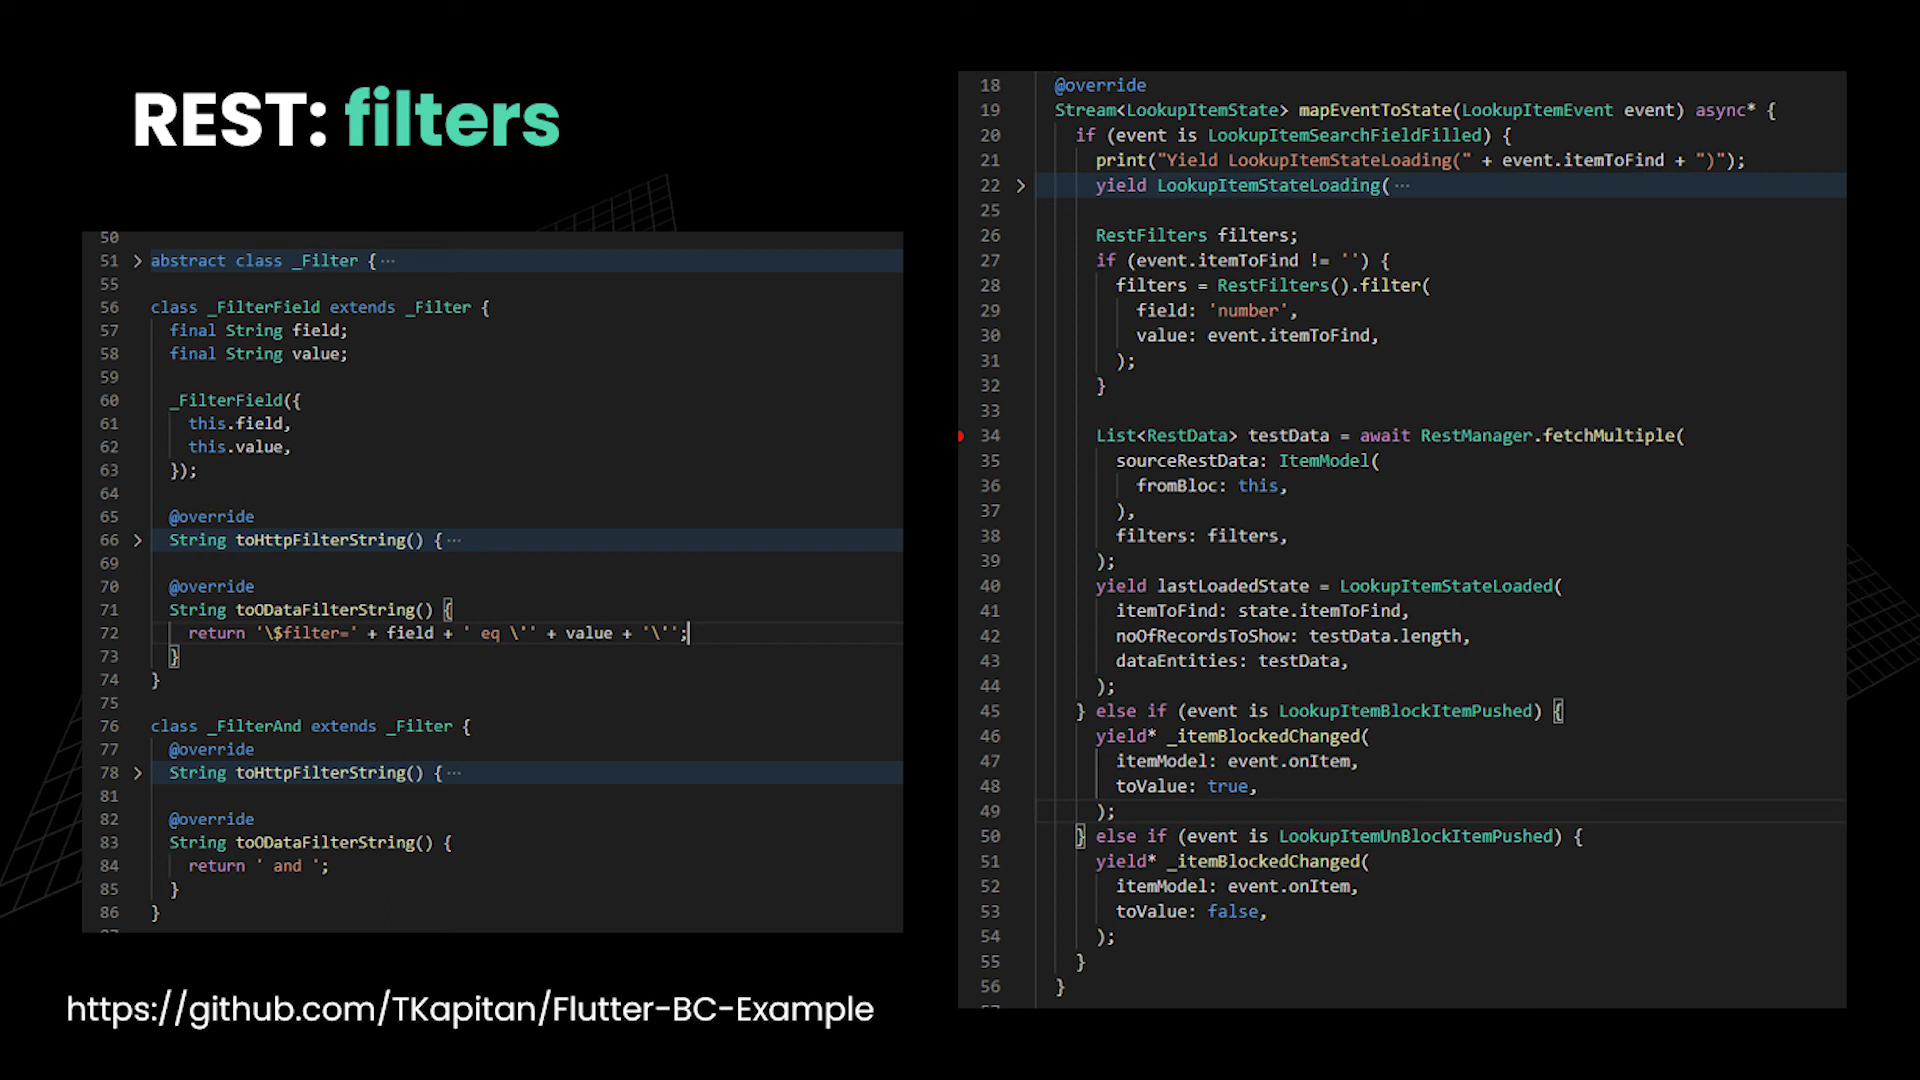 REST: filters
50
51 > abstract class _Filter { ···
55
56 class _FilterField extends _Filter {
57 final String field;
58 final String value;
59
60 _FilterField({
61 this.field,
62 this.value,
63 });
64
65 @override
66 > String toHttpFilterString() { ···
69
70 @override
71 String toODataFilterString() {
72 return '\$filter=' + field + ' eq \'' + value + '\'';
73 }
74 }
75
76 class _FilterAnd extends _Filter {
77 @override
78 > String toHttpFilterString() { ···
81
82 @override
83 String toODataFilterString() {
84 return ' and ';
85 }
86 }
https://github.com/TKapitan/Flutter-BC-Example
18 @override
19 Stream<LookupItemState> mapEventToState(LookupItemEvent event) async* {
20 if (event is LookupItemSearchFieldFilled) {
21 print("Yield LookupItemStateLoading(" + event.itemToFind + ")");
22 > yield LookupItemStateLoading( ···
25
26 RestFilters filters;
27 if (event.itemToFind != '') {
28 filters = RestFilters().filter(
29 field: 'number',
30 value: event.itemToFind,
31 );
32 }
33
34 List<RestData> testData = await RestManager.fetchMultiple(
35 sourceRestData: ItemModel(
36 fromBloc: this,
37 ),
38 filters: filters,
39 );
40 yield lastLoadedState = LookupItemStateLoaded(
41 itemToFind: state.itemToFind,
42 noOfRecordsToShow: testData.length,
43 dataEntities: testData,
44 );
45 } else if (event is LookupItemBlockItemPushed) {
46 yield* _itemBlockedChanged(
47 itemModel: event.onItem,
48 toValue: true,
49 );
50 } else if (event is LookupItemUnBlockItemPushed) {
51 yield* _itemBlockedChanged(
52 itemModel: event.onItem,
53 toValue: false,
54 );
55 }
56 }